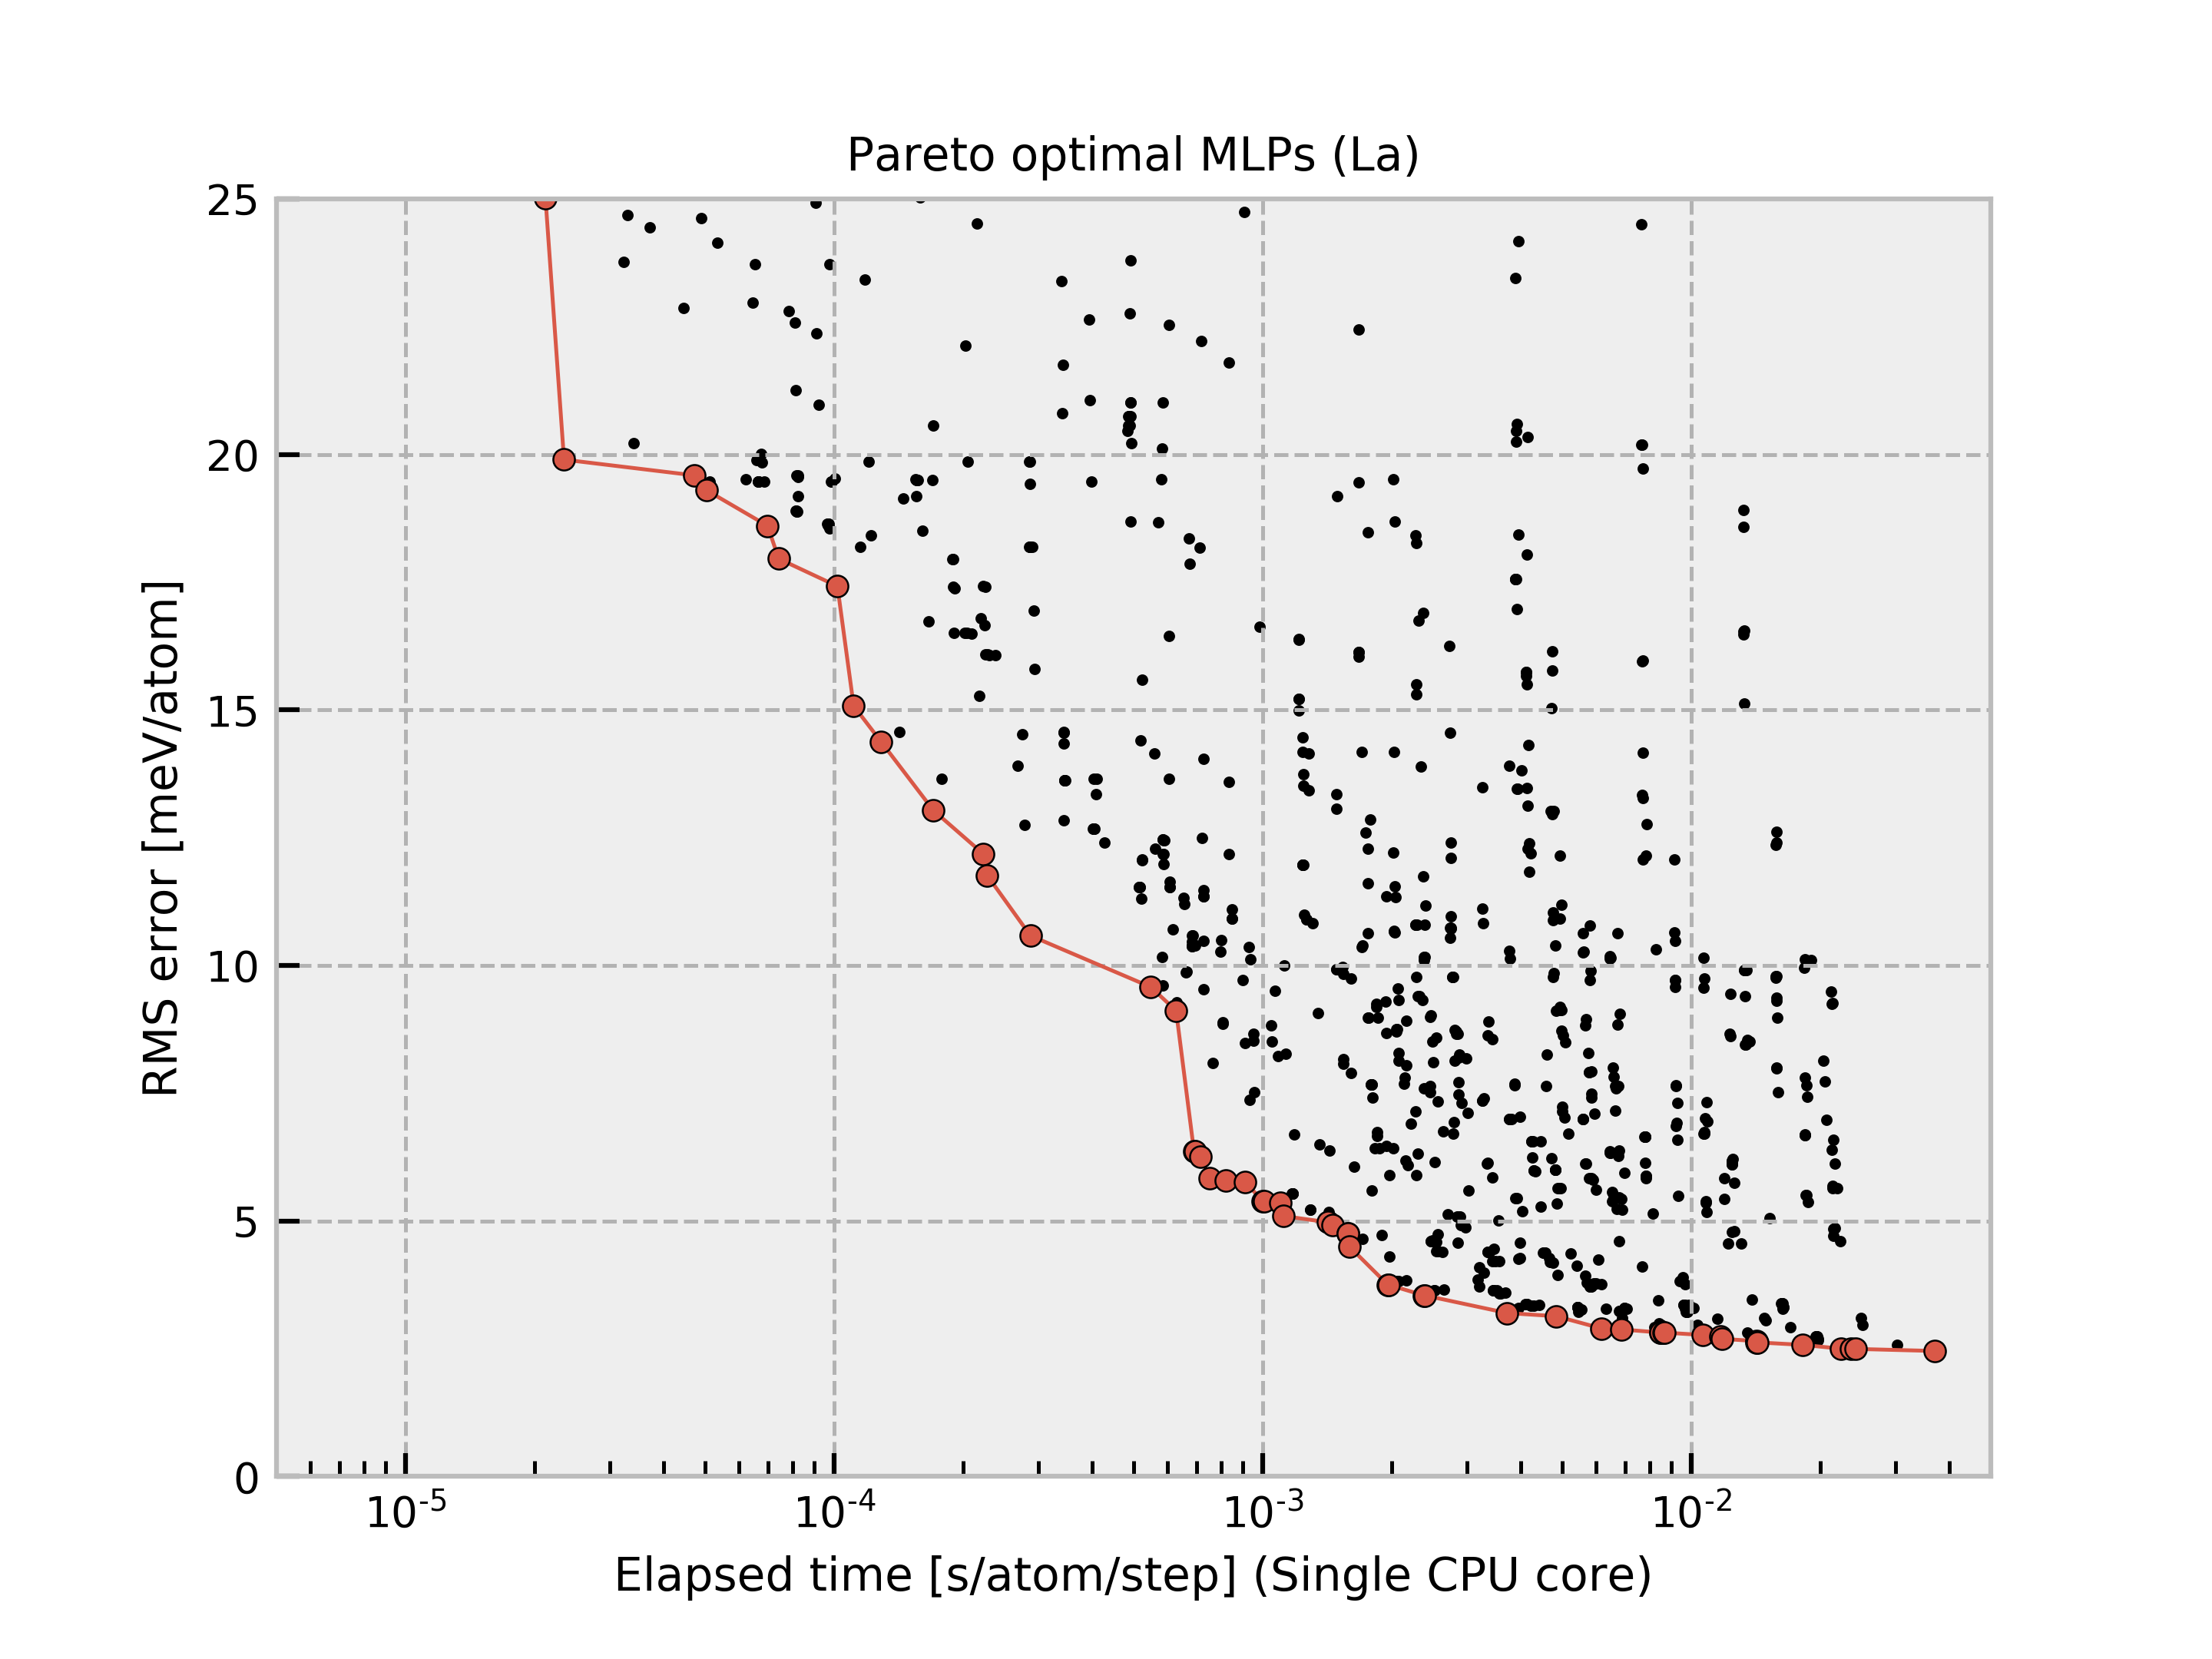 Pareto optimal MLPs (La)
25
20
15
10
5
0
RMS error [meV/atom]
10⁻⁵ 10⁻⁴ 10⁻³ 10⁻²
Elapsed time [s/atom/step] (Single CPU core)